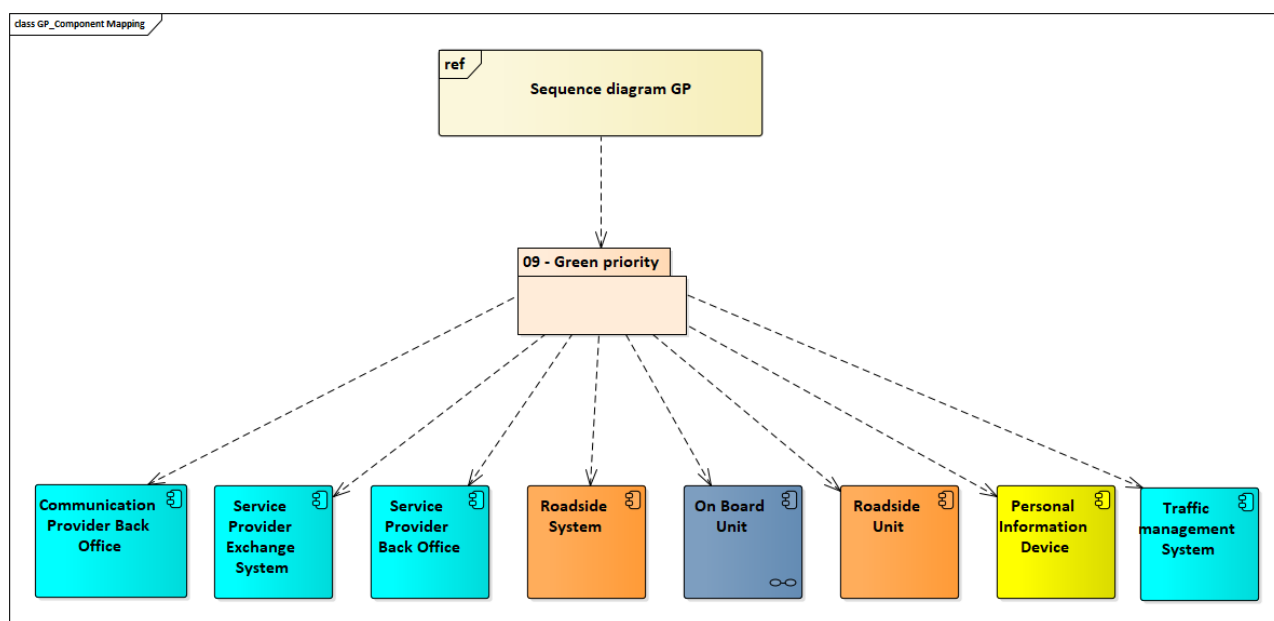 class GP_Component Mapping
ref
Sequence diagram GP
09 - Green priority
Communication
Provider Back
Office
Service
Provider
Exchange
System
Service
Provider
Back Office
Roadside
System
On Board
Unit
Roadside
Unit
Personal
Information
Device
Traffic
management
System